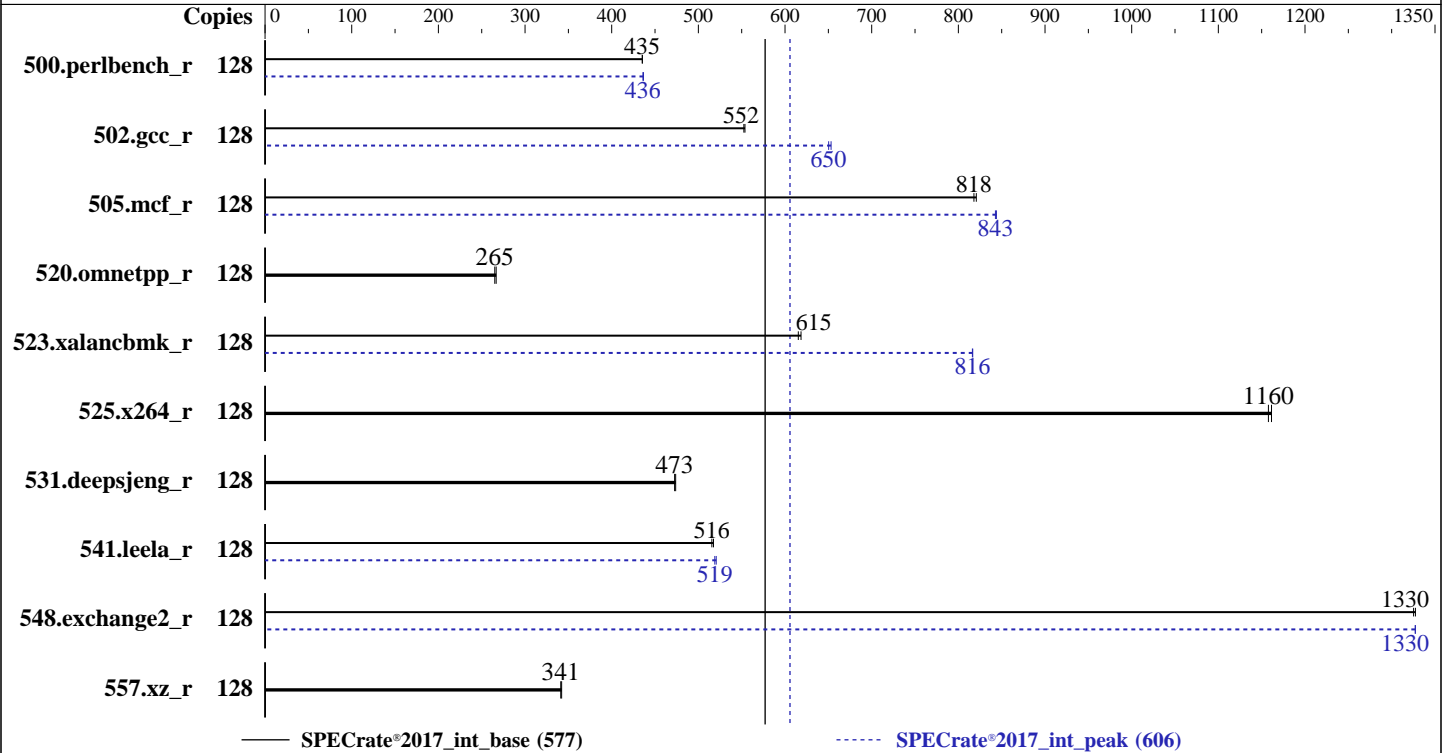 Copies 0 100 200 300 400 500 600 700 800 900 1000 1100 1200 1350
435
500.perlbench_r 128
436
552
502.gcc_r 128
650
818
505.mcf_r 128
843
265
520.omnetpp_r 128
615
523.xalancbmk_r 128
816
1160
525.x264_r 128
473
531.deepsjeng_r 128
516
541.leela_r 128
519
1330
548.exchange2_r 128
1330
341
557.xz_r 128
SPECrate®2017_int_base (577) SPECrate®2017_int_peak (606)